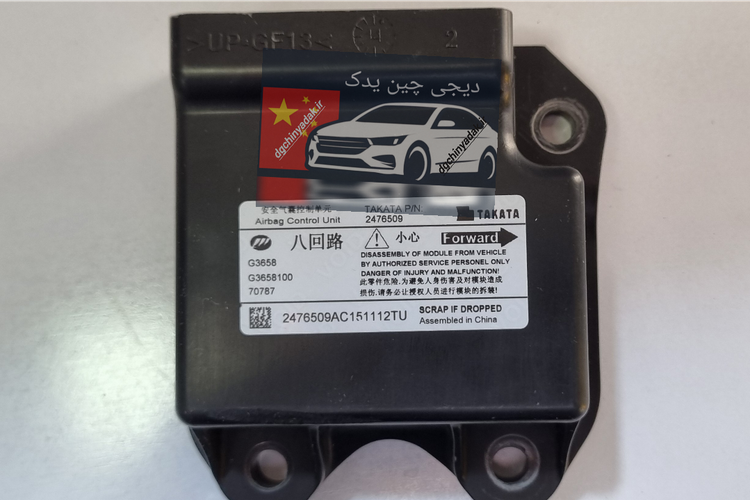 >UP-GF13< 4 2
دیجی چین یدک
dgchinyadak.ir
dgchinyadak.ir
安全气囊控制单元 TAKATA P/N
Airbag Control Unit 2476509 TAKATA
八回路 小心 Forward
G3658
G3658100
70787
DISASSEMBLY OF MODULE FROM VEHICLE
BY AUTHORIZED SERVICE PERSONEL ONLY
DANGER OF INJURY AND MALFUNCTION!
此零件危险,为避免人身伤害及对模块造成
损伤,请务必让授权人员进行模块的拆装!
2476509AC151112TU
SCRAP IF DROPPED
Assembled in China